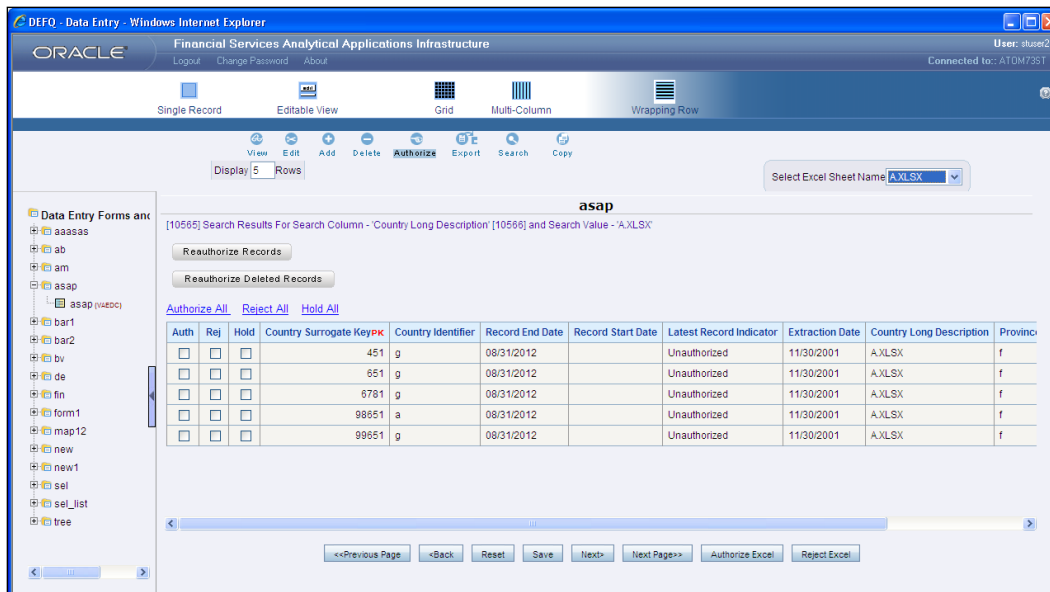 DEFQ - Data Entry - Windows Internet Explorer
ORACLE
Financial Services Analytical Applications Infrastructure
User: stuser2
Logout Change Password About
Connected to:: ATOM73ST
Single Record Editable View Grid Multi-Column Wrapping Row
View Edit Add Delete Authorize Export Search Copy
Display 5 Rows
Select Excel Sheet Name A.XLSX
asap
[10565] Search Results For Search Column - 'Country Long Description' [10566] and Search Value - 'A.XLSX'
Data Entry Forms and
aaasas
ab
am
asap
asap (VAEDC)
bar1
bar2
bv
de
fin
form1
map12
new
new1
sel
sel_list
tree
Reauthorize Records
Reauthorize Deleted Records
Authorize All Reject All Hold All
Auth Rej Hold Country Surrogate KeyPK Country Identifier Record End Date Record Start Date Latest Record Indicator Extraction Date Country Long Description Province
451 g 08/31/2012 Unauthorized 11/30/2001 A.XLSX f
651 g 08/31/2012 Unauthorized 11/30/2001 A.XLSX f
6781 g 08/31/2012 Unauthorized 11/30/2001 A.XLSX f
98651 a 08/31/2012 Unauthorized 11/30/2001 A.XLSX f
99651 g 08/31/2012 Unauthorized 11/30/2001 A.XLSX f
<<Previous Page <Back Reset Save Next> Next Page>> Authorize Excel Reject Excel